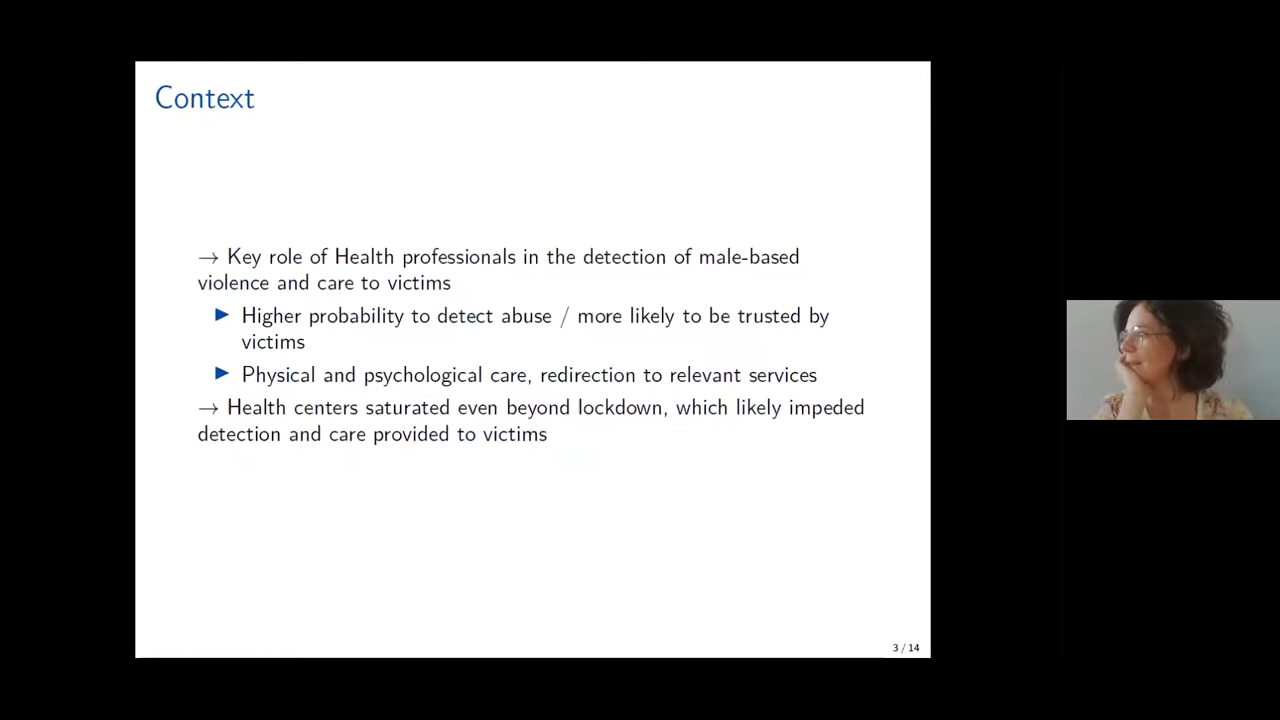 Context
→ Key role of Health professionals in the detection of male-based
violence and care to victims
▶ Higher probability to detect abuse / more likely to be trusted by
victims
▶ Physical and psychological care, redirection to relevant services
→ Health centers saturated even beyond lockdown, which likely impeded
detection and care provided to victims
3 / 14